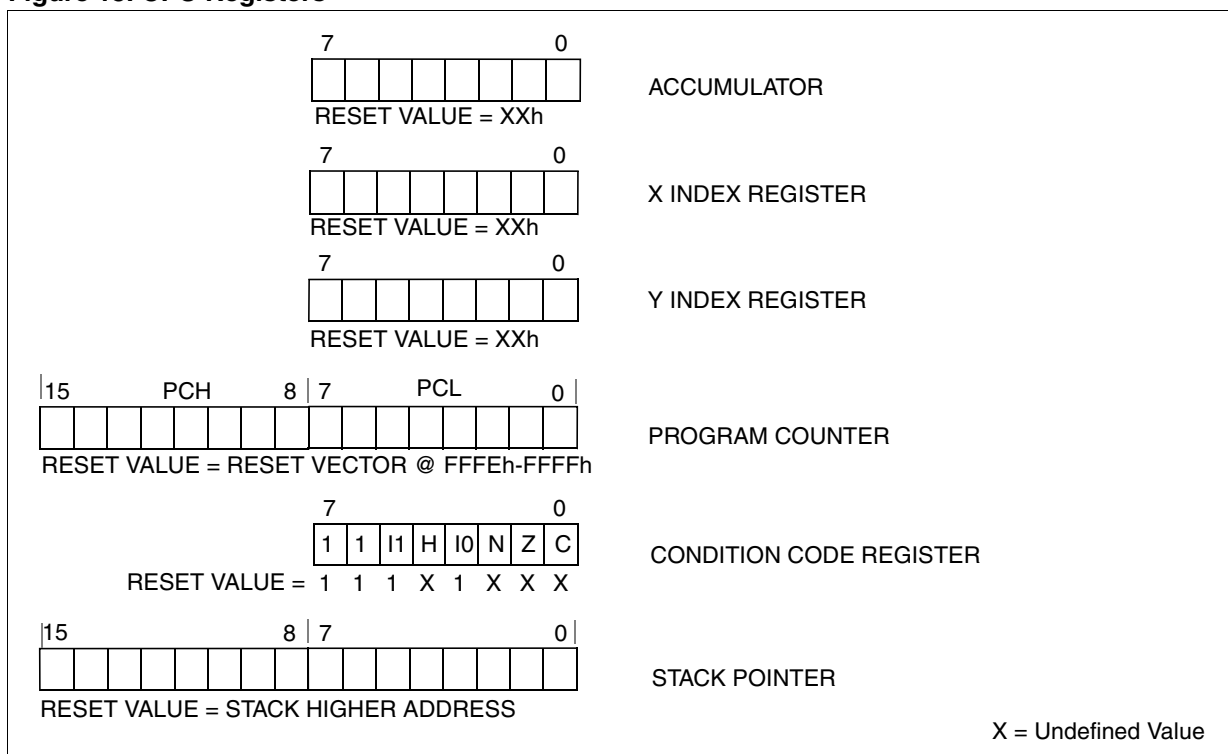 7 0
ACCUMULATOR
RESET VALUE = XXh
7 0
X INDEX REGISTER
RESET VALUE = XXh
7 0
Y INDEX REGISTER
RESET VALUE = XXh
15 PCH 8 7 PCL 0
PROGRAM COUNTER
RESET VALUE = RESET VECTOR @ FFFEh-FFFFh
7 0
1 1 I1 H I0 N Z C
CONDITION CODE REGISTER
RESET VALUE = 1 1 1 X 1 X X X
15 8 7 0
STACK POINTER
RESET VALUE = STACK HIGHER ADDRESS
X = Undefined Value